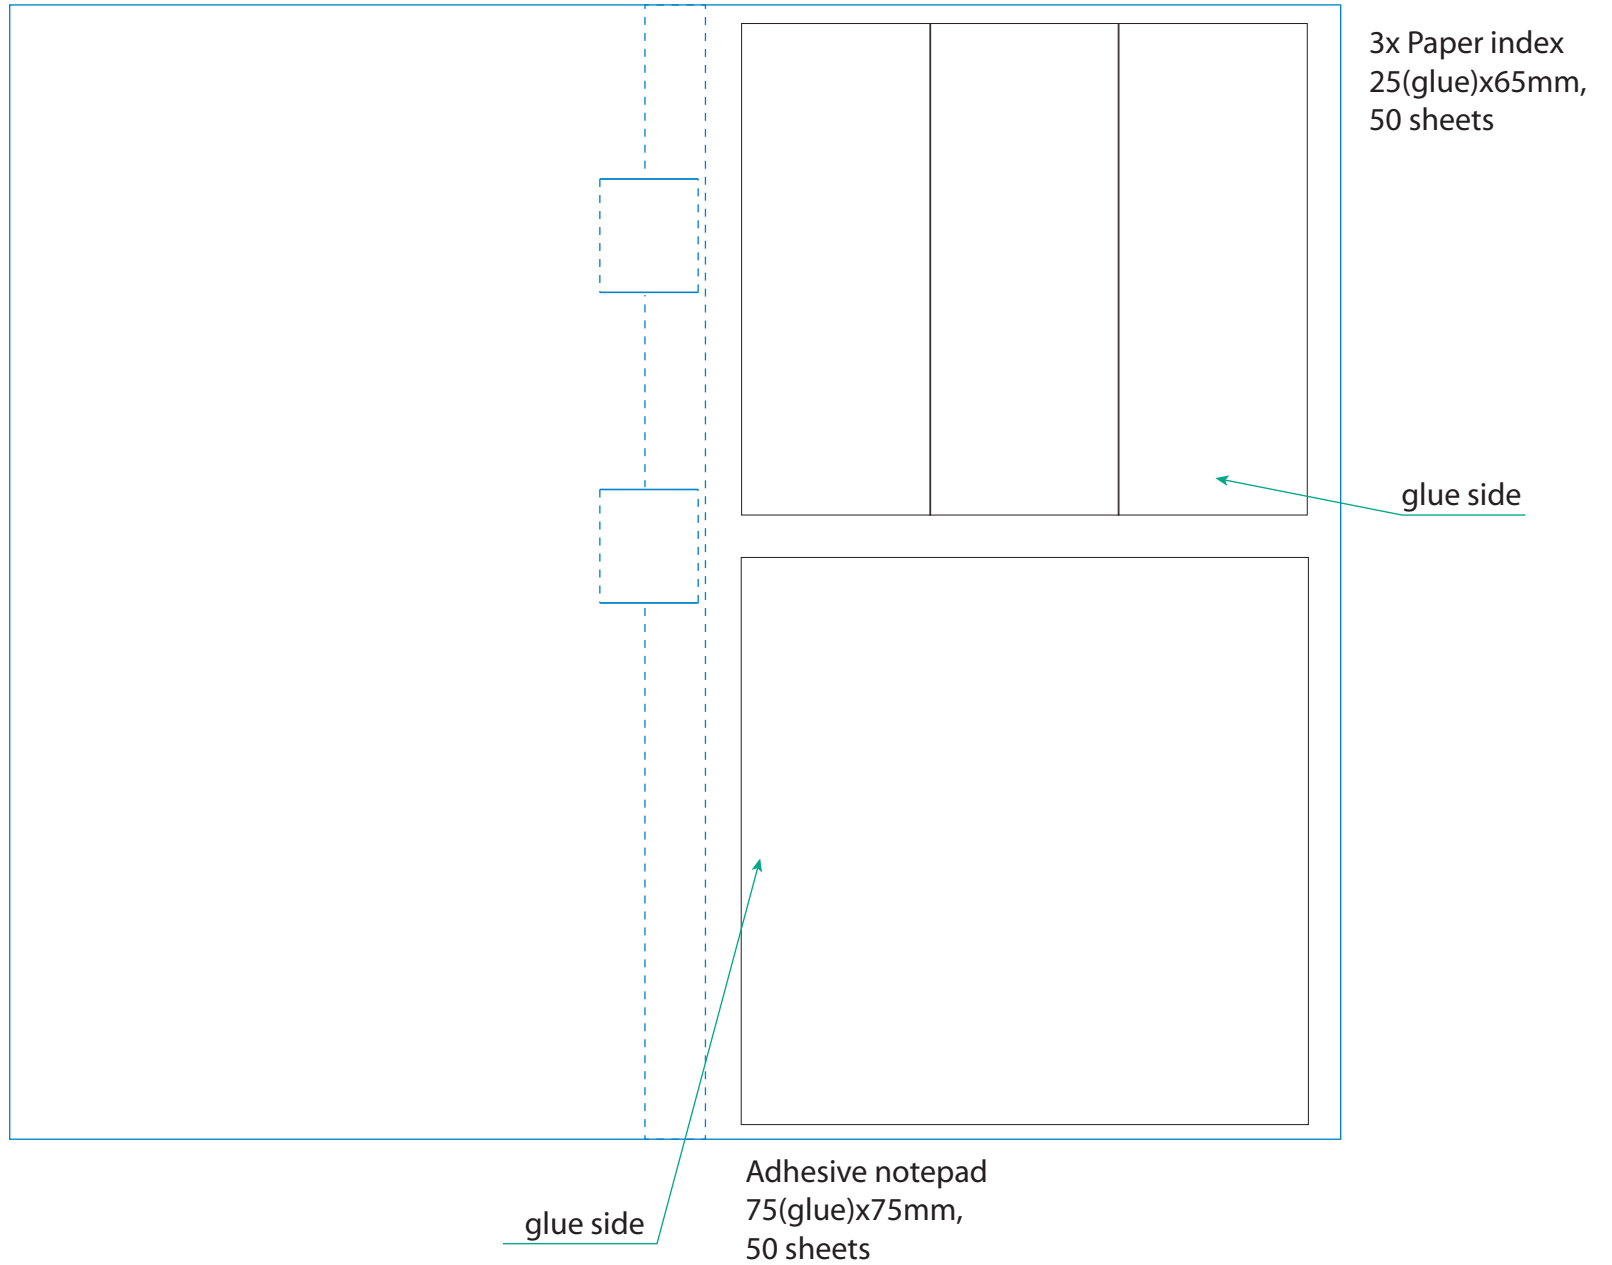 3x Paper index
25(glue)x65mm,
50 sheets
glue side
Adhesive notepad
75(glue)x75mm,
50 sheets
glue side